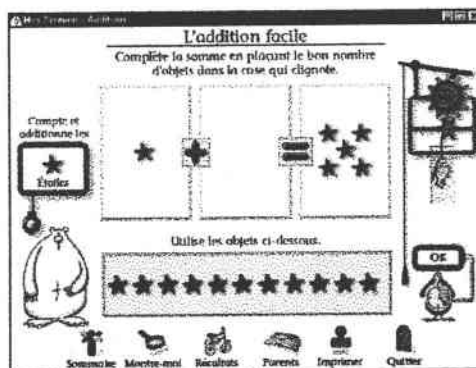 L'addition facile
Complète la somme en plaçant le bon nombre
d'objets dans la case qui clignote.
Compte et
additionne les
Étoiles
Utilise les objets ci-dessous.
OK
Sommaire Montre-moi Résultats Parents Imprimer Quitter